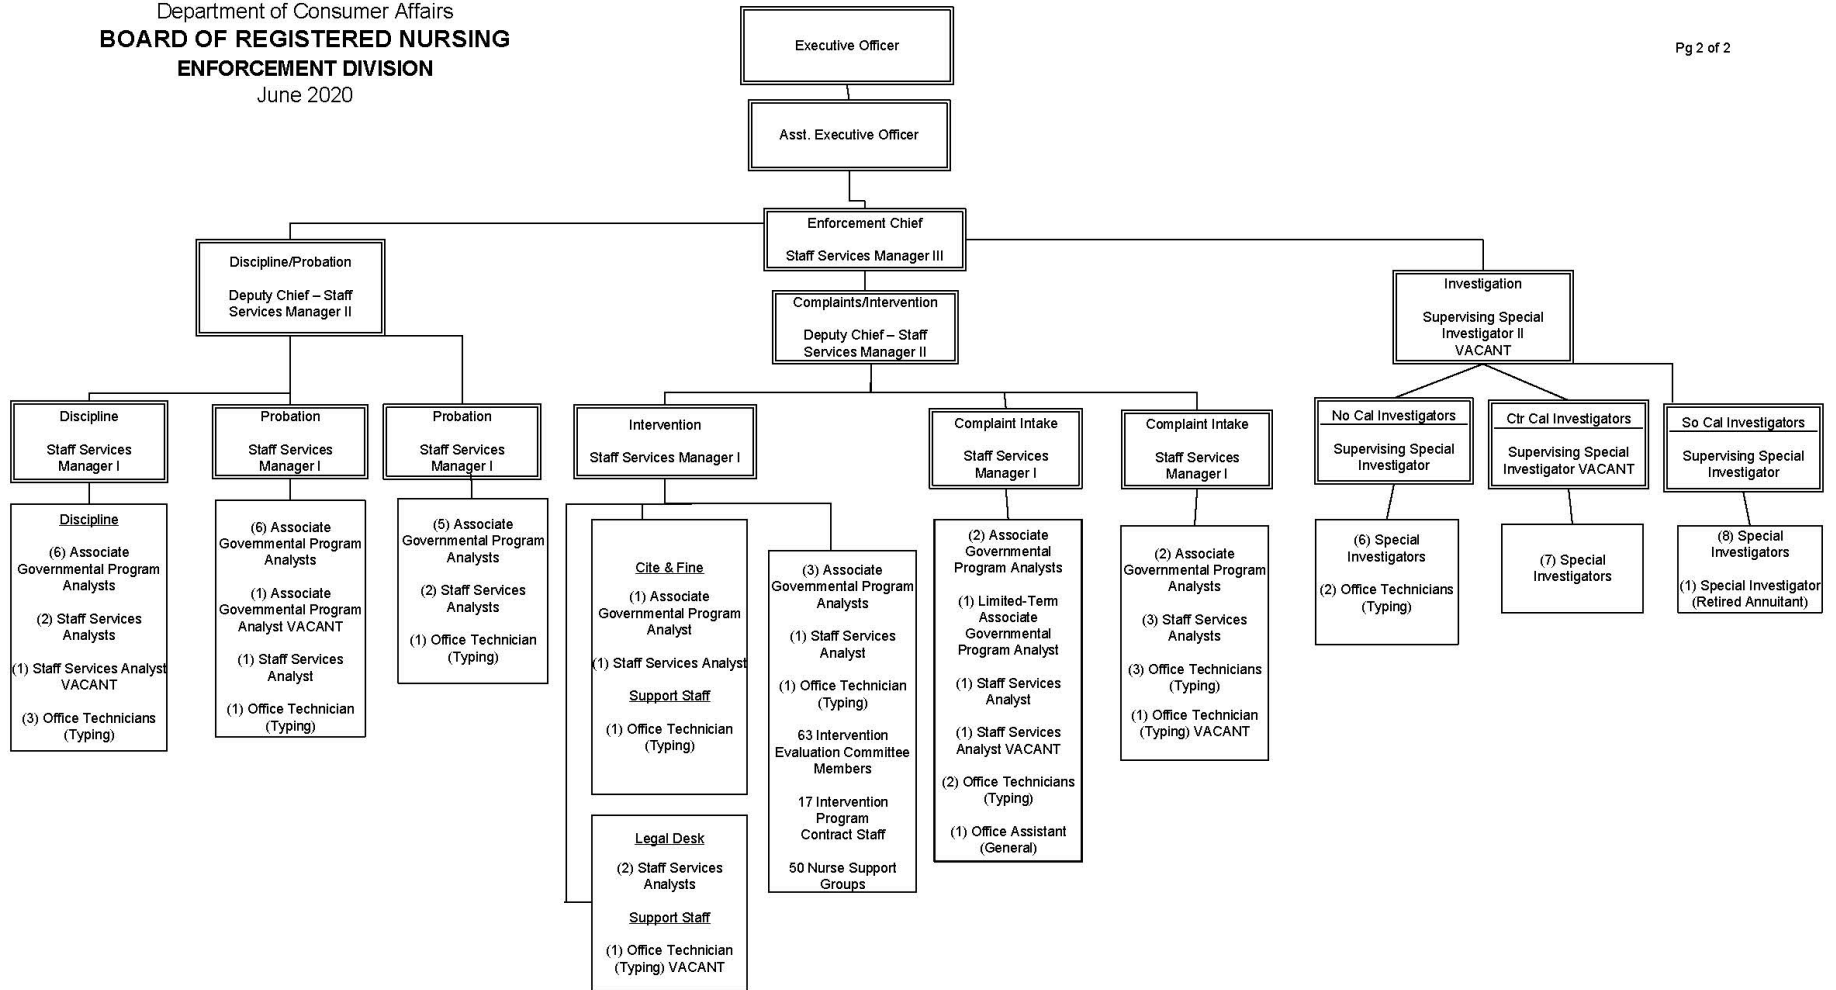 Department of Consumer Affairs
BOARD OF REGISTERED NURSING
ENFORCEMENT DIVISION
June 2020
Pg 2 of 2
Executive Officer
Asst. Executive Officer
Enforcement Chief
Staff Services Manager III
Discipline/Probation
Deputy Chief – Staff
Services Manager II
Complaints/Intervention
Deputy Chief – Staff
Services Manager II
Investigation
Supervising Special
Investigator II
VACANT
Discipline
Staff Services
Manager I
Probation
Staff Services
Manager I
Probation
Staff Services
Manager I
Intervention
Staff Services Manager I
Complaint Intake
Staff Services
Manager I
Complaint Intake
Staff Services
Manager I
No Cal Investigators
Supervising Special
Investigator
Ctr Cal Investigators
Supervising Special
Investigator VACANT
So Cal Investigators
Supervising Special
Investigator
Discipline
(6) Associate
Governmental Program
Analysts
(2) Staff Services
Analysts
(1) Staff Services Analyst
VACANT
(3) Office Technicians
(Typing)
(6) Associate
Governmental Program
Analysts
(1) Associate
Governmental Program
Analyst VACANT
(1) Staff Services
Analyst
(1) Office Technician
(Typing)
(5) Associate
Governmental Program
Analysts
(2) Staff Services
Analysts
(1) Office Technician
(Typing)
Cite & Fine
(1) Associate
Governmental Program
Analyst
(1) Staff Services Analyst
Support Staff
(1) Office Technician
(Typing)
Legal Desk
(2) Staff Services
Analysts
Support Staff
(1) Office Technician
(Typing) VACANT
(3) Associate
Governmental Program
Analysts
(1) Staff Services
Analyst
(1) Office Technician
(Typing)
63 Intervention
Evaluation Committee
Members
17 Intervention
Program
Contract Staff
50 Nurse Support
Groups
(2) Associate
Governmental
Program Analysts
(1) Limited-Term
Associate
Governmental
Program Analyst
(1) Staff Services
Analyst
(1) Staff Services
Analyst VACANT
(2) Office Technicians
(Typing)
(1) Office Assistant
(General)
(2) Associate
Governmental Program
Analysts
(3) Staff Services
Analysts
(3) Office Technicians
(Typing)
(1) Office Technician
(Typing) VACANT
(6) Special
Investigators
(2) Office Technicians
(Typing)
(7) Special
Investigators
(8) Special
Investigators
(1) Special Investigator
(Retired Annuitant)